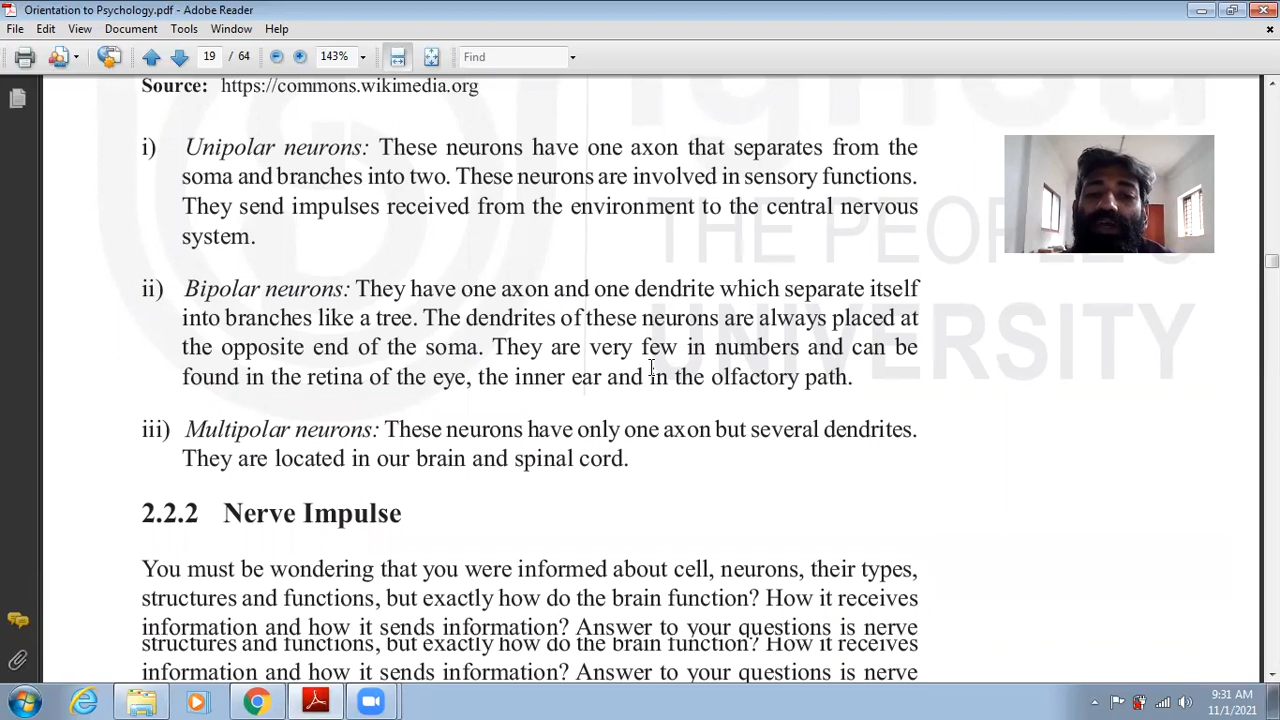 Orientation to Psychology.pdf - Adobe Reader
File Edit View Document Tools Window Help
19 / 64 143% Find
Source: https://commons.wikimedia.org
i) Unipolar neurons: These neurons have one axon that separates from the
soma and branches into two. These neurons are involved in sensory functions.
They send impulses received from the environment to the central nervous
system.
ii) Bipolar neurons: They have one axon and one dendrite which separate itself
into branches like a tree. The dendrites of these neurons are always placed at
the opposite end of the soma. They are very few in numbers and can be
found in the retina of the eye, the inner ear and in the olfactory path.
iii) Multipolar neurons: These neurons have only one axon but several dendrites.
They are located in our brain and spinal cord.
2.2.2 Nerve Impulse
You must be wondering that you were informed about cell, neurons, their types,
structures and functions, but exactly how do the brain function? How it receives
information and how it sends information? Answer to your questions is nerve
structures and functions, but exactly how do the brain function? How it receives
information and how it sends information? Answer to your questions is nerve
THE PEOPLE'S
UNIVERSITY
9:31 AM
11/1/2021